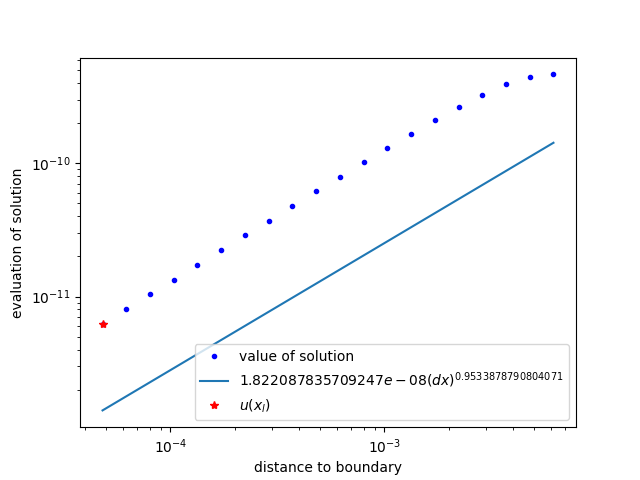 evaluation of solution
10⁻¹⁰
10⁻¹¹
10⁻⁴
10⁻³
distance to boundary
value of solution
1.822087835709247e − 08(dx)^0.9533878790804071
u(x_l)